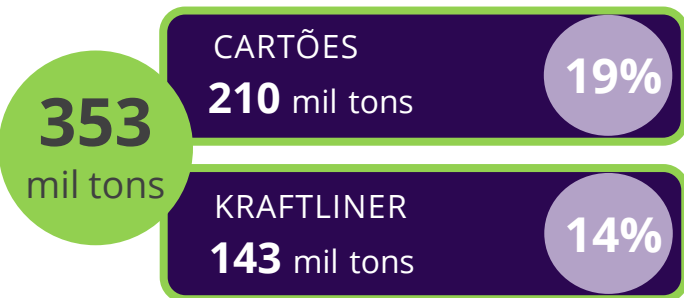 353
mil tons
CARTÕES
210 mil tons
19%
KRAFTLINER
143 mil tons
14%